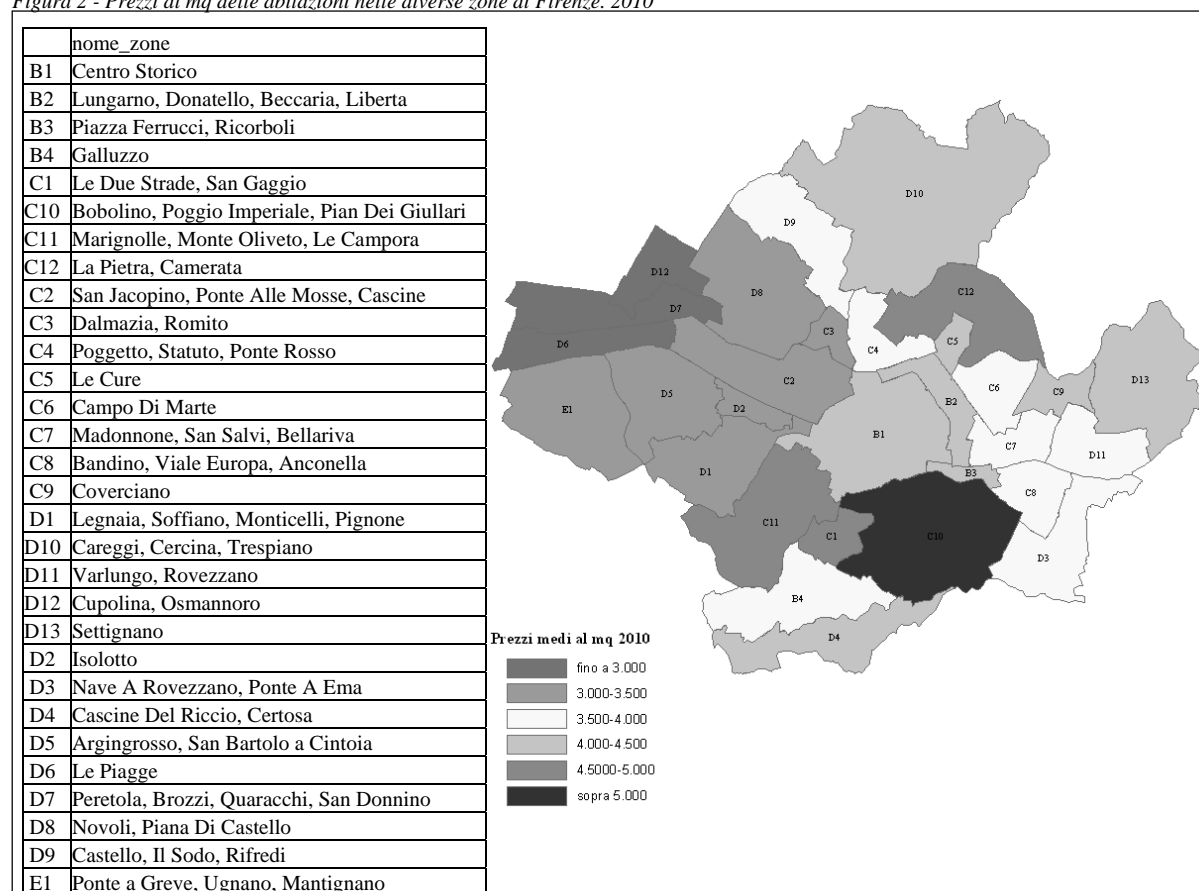 Figura 2 - Prezzi al mq delle abitazioni nelle diverse zone di Firenze. 2010
nome_zone
B1 Centro Storico
B2 Lungarno, Donatello, Beccaria, Liberta
B3 Piazza Ferrucci, Ricorboli
B4 Galluzzo
C1 Le Due Strade, San Gaggio
C10 Bobolino, Poggio Imperiale, Pian Dei Giullari
C11 Marignolle, Monte Oliveto, Le Campora
C12 La Pietra, Camerata
C2 San Jacopino, Ponte Alle Mosse, Cascine
C3 Dalmazia, Romito
C4 Poggetto, Statuto, Ponte Rosso
C5 Le Cure
C6 Campo Di Marte
C7 Madonnone, San Salvi, Bellariva
C8 Bandino, Viale Europa, Anconella
C9 Coverciano
D1 Legnaia, Soffiano, Monticelli, Pignone
D10 Careggi, Cercina, Trespiano
D11 Varlungo, Rovezzano
D12 Cupolina, Osmannoro
D13 Settignano
D2 Isolotto
D3 Nave A Rovezzano, Ponte A Ema
D4 Cascine Del Riccio, Certosa
D5 Argingrosso, San Bartolo a Cintoia
D6 Le Piagge
D7 Peretola, Brozzi, Quaracchi, San Donnino
D8 Novoli, Piana Di Castello
D9 Castello, Il Sodo, Rifredi
E1 Ponte a Greve, Ugnano, Mantignano
D10
D9
D12
D8
C12
D7
C3
D6
C5
C4
D13
C2
C6
C9
D5
B2
E1
D2
B1
C7
D11
D1
B3
C8
C11
C1
C10
D3
B4
D4
Prezzi medi al mq 2010
fino a 3.000
3.000-3.500
3.500-4.000
4.000-4.500
4.5000-5.000
sopra 5.000